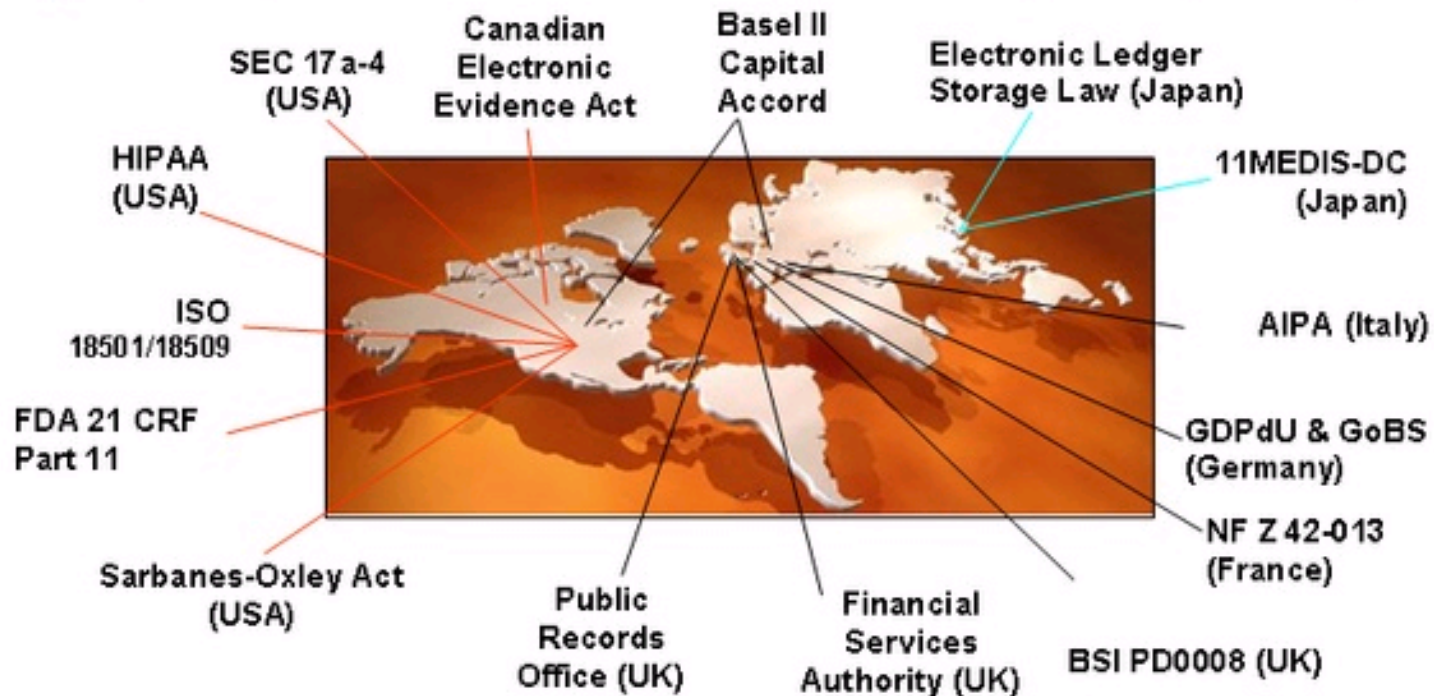 SEC 17a-4
(USA)
Canadian
Electronic
Evidence Act
Basel II
Capital
Accord
Electronic Ledger
Storage Law (Japan)
HIPAA
(USA)
11MEDIS-DC
(Japan)
ISO
18501/18509
AIPA (Italy)
FDA 21 CRF
Part 11
GDPdU & GoBS
(Germany)
NF Z 42-013
(France)
Sarbanes-Oxley Act
(USA)
Public
Records
Office (UK)
Financial
Services
Authority (UK)
BSI PD0008 (UK)